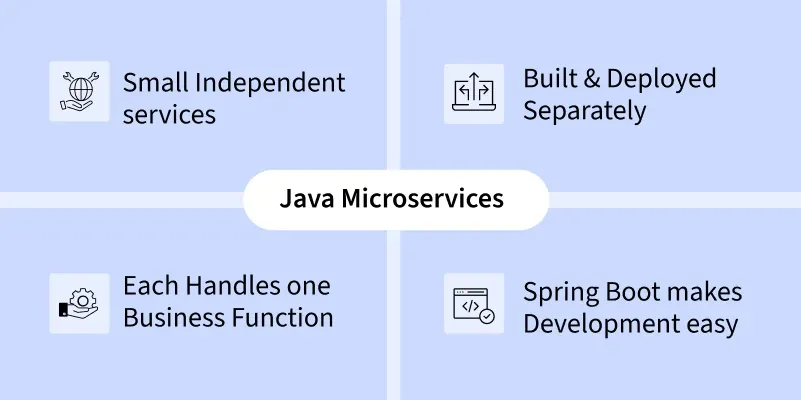 Small Independent
services
Built & Deployed
Separately
Java Microservices
Each Handles one
Business Function
Spring Boot makes
Development easy